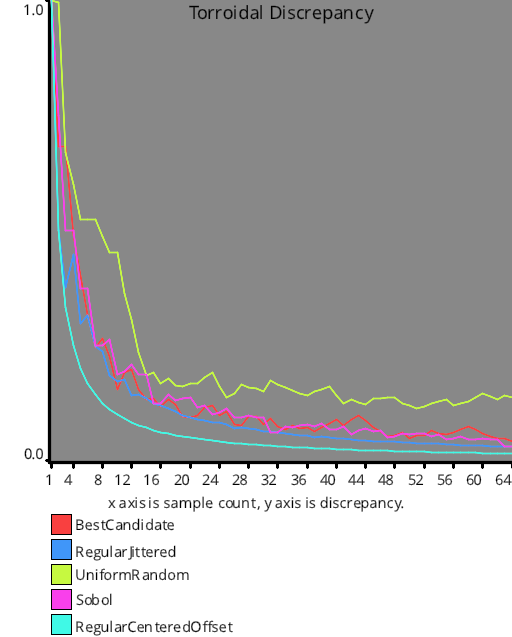 Torroidal Discrepancy
1.0
0.0
1 4 8 12 16 20 24 28 32 36 40 44 48 52 56 60 64
x axis is sample count, y axis is discrepancy.
BestCandidate
RegularJittered
UniformRandom
Sobol
RegularCenteredOffset